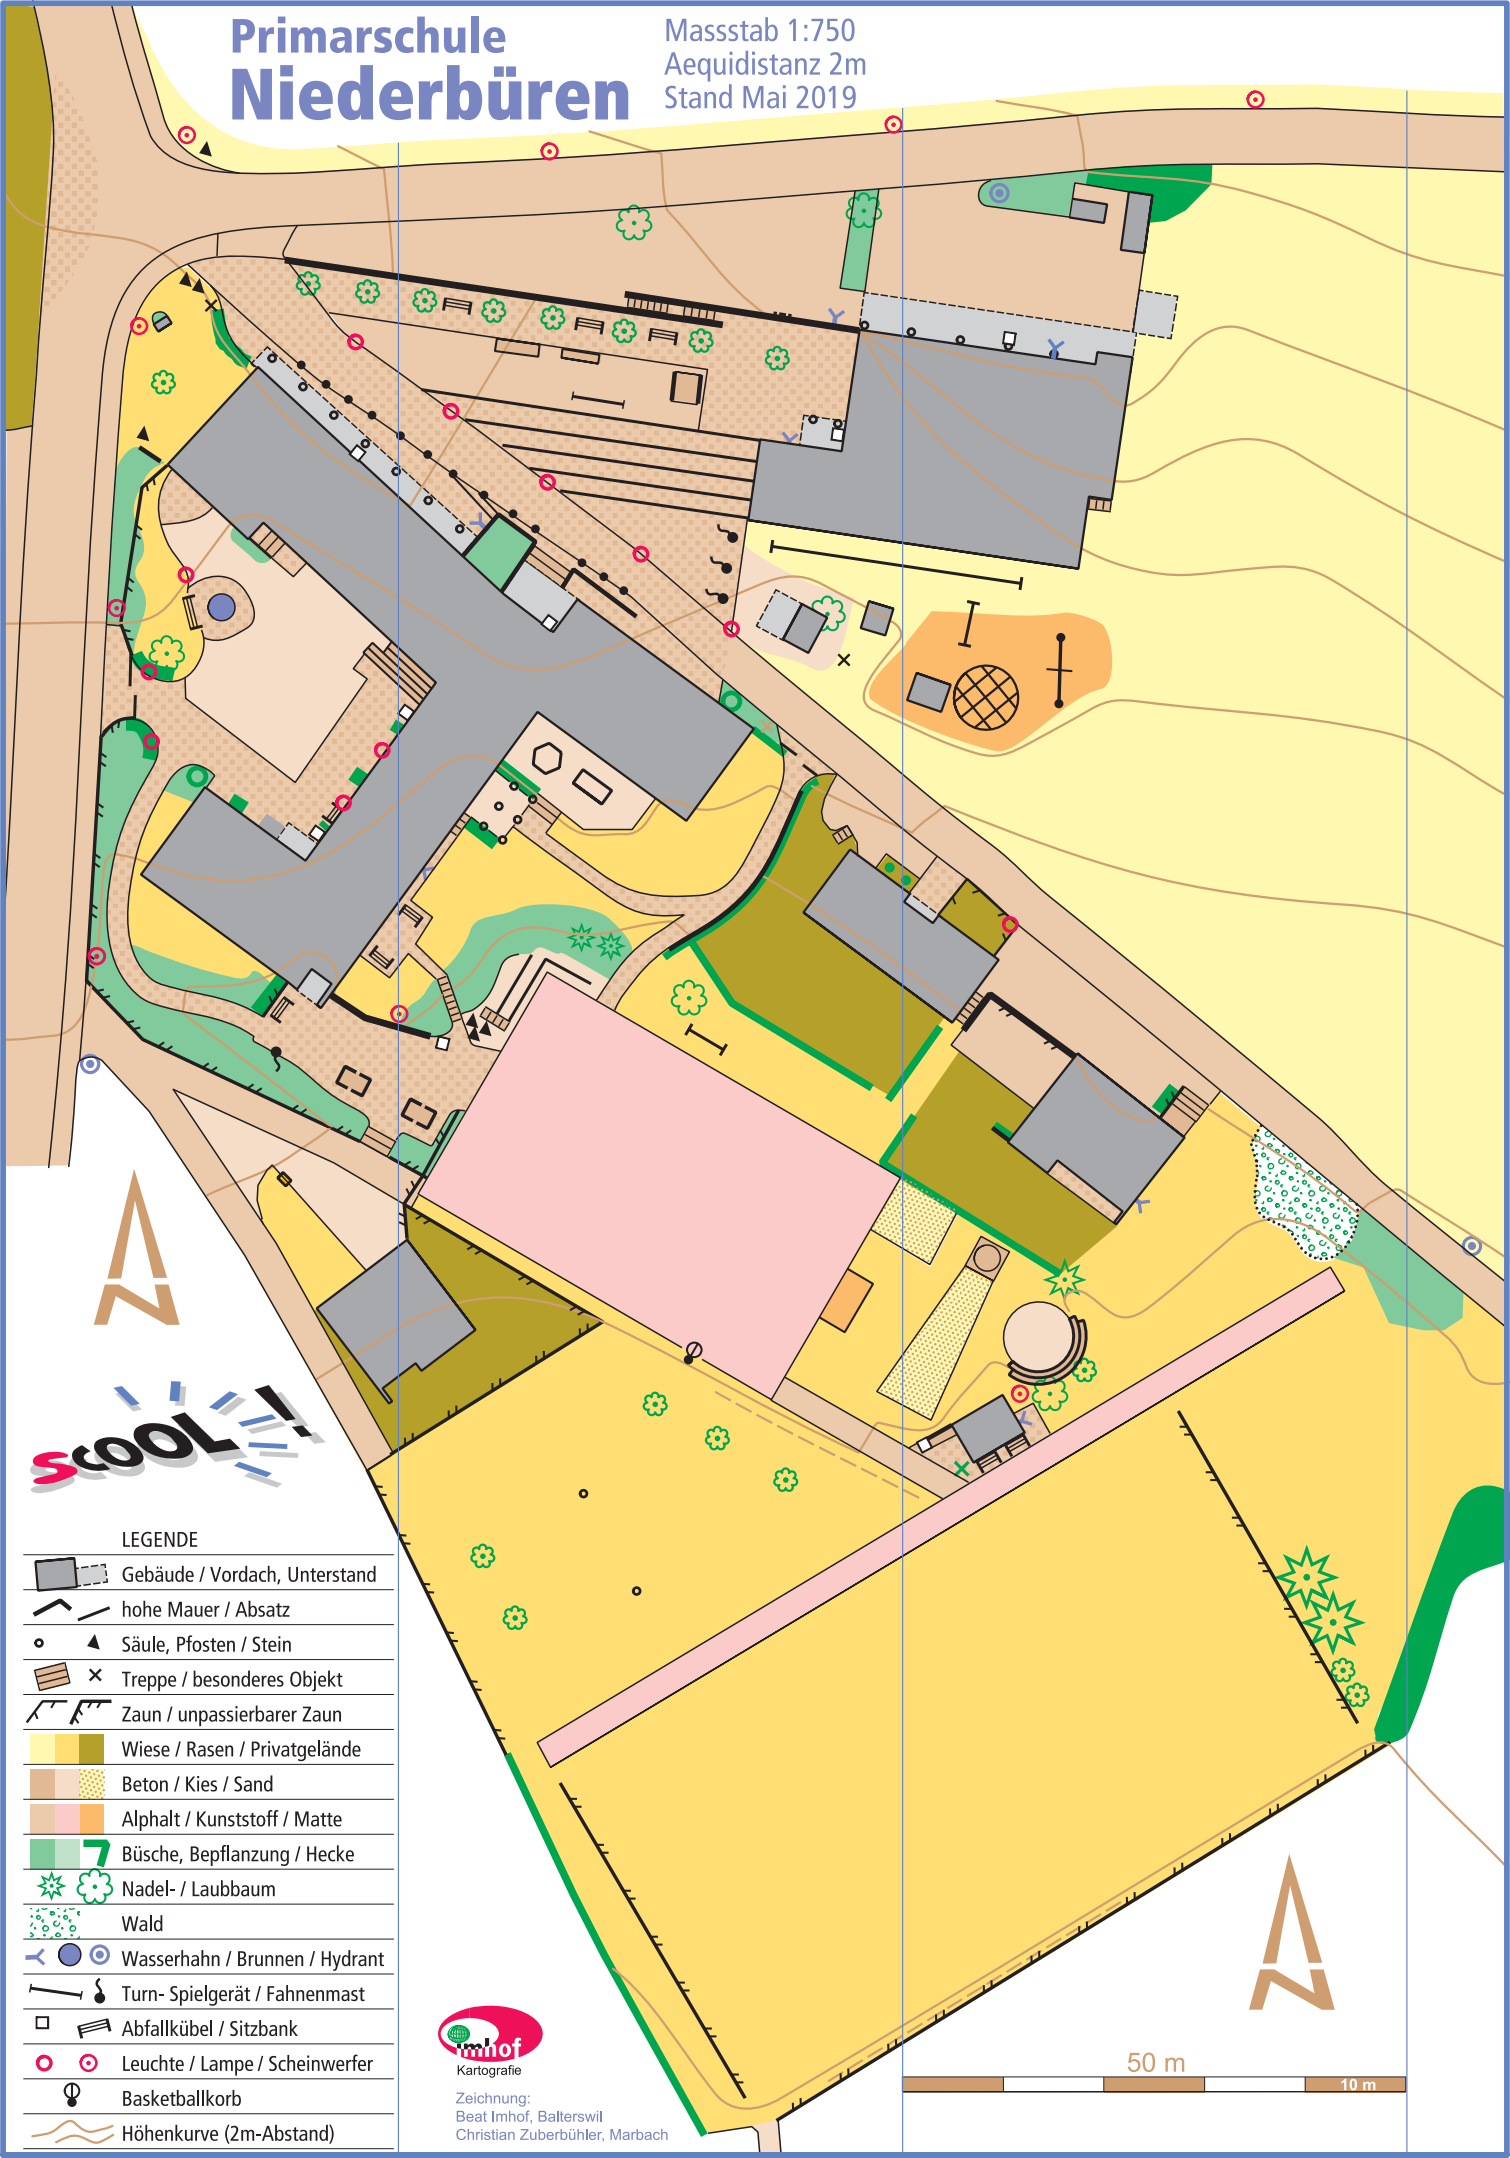 Primarschule
Niederbüren
Massstab 1:750
Aequidistanz 2m
Stand Mai 2019
sCOOL!!
LEGENDE
Gebäude / Vordach, Unterstand
hohe Mauer / Absatz
Säule, Pfosten / Stein
Treppe / besonderes Objekt
Zaun / unpassierbarer Zaun
Wiese / Rasen / Privatgelände
Beton / Kies / Sand
Alphalt / Kunststoff / Matte
Büsche, Bepflanzung / Hecke
Nadel- / Laubbaum
Wald
Wasserhahn / Brunnen / Hydrant
Turn- Spielgerät / Fahnenmast
Abfallkübel / Sitzbank
Leuchte / Lampe / Scheinwerfer
Basketballkorb
Höhenkurve (2m-Abstand)
imhof
Kartografie
Zeichnung:
Beat Imhof, Balterswil
Christian Zuberbühler, Marbach
50 m
10 m
N
N